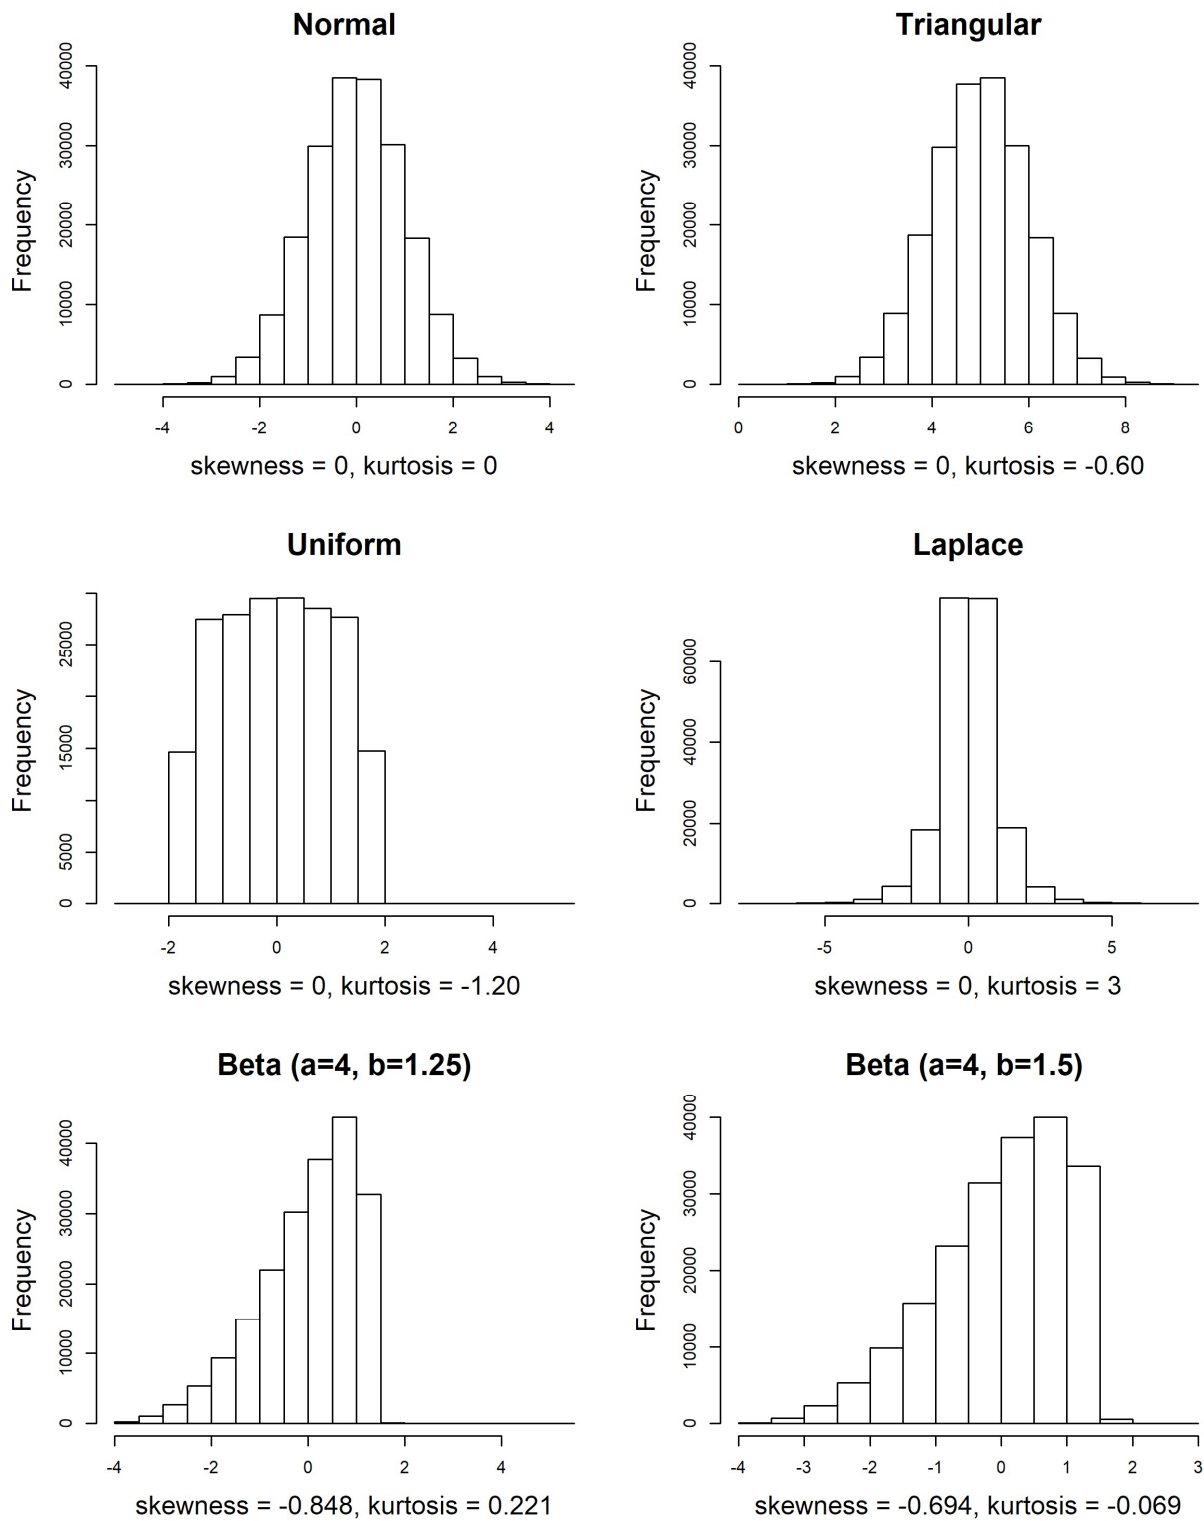 Normal
Frequency
40000
30000
20000
10000
0
-4 -2 0 2 4
skewness = 0, kurtosis = 0
Triangular
Frequency
40000
30000
20000
10000
0
0 2 4 6 8
skewness = 0, kurtosis = -0.60
Uniform
Frequency
25000
15000
5000
0
-2 0 2 4
skewness = 0, kurtosis = -1.20
Laplace
Frequency
60000
40000
20000
0
-5 0 5
skewness = 0, kurtosis = 3
Beta (a=4, b=1.25)
Frequency
40000
30000
20000
10000
0
-4 -2 0 2 4
skewness = -0.848, kurtosis = 0.221
Beta (a=4, b=1.5)
Frequency
40000
30000
20000
10000
0
-4 -3 -2 -1 0 1 2 3
skewness = -0.694, kurtosis = -0.069